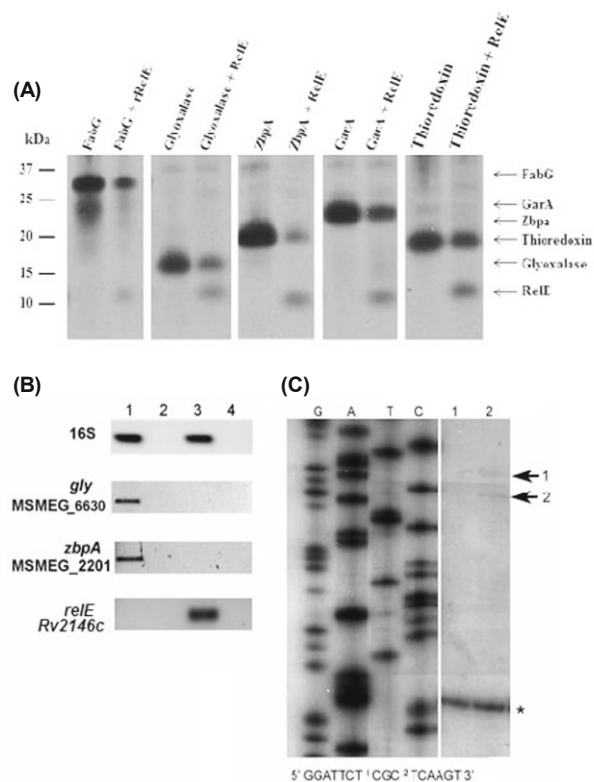 (A)
FabG
FabG + rRelE
Glyoxalase
Glyoxalase + RelE
ZbpA
ZbpA + RelE
GarA
GarA + RelE
Thioredoxin
Thioredoxin + RelE
kDa
37
25
20
15
10
FabG
GarA
Zbpa
Thioredoxin
Glyoxalase
RelE
(B)
1 2 3 4
16S
gly
MSMEG_6630
zbpA
MSMEG_2201
relE
Rv2146c
(C)
G A T C 1 2
1
2
*
5' GGATTCT 1 CGC 2 TCAAGT 3'